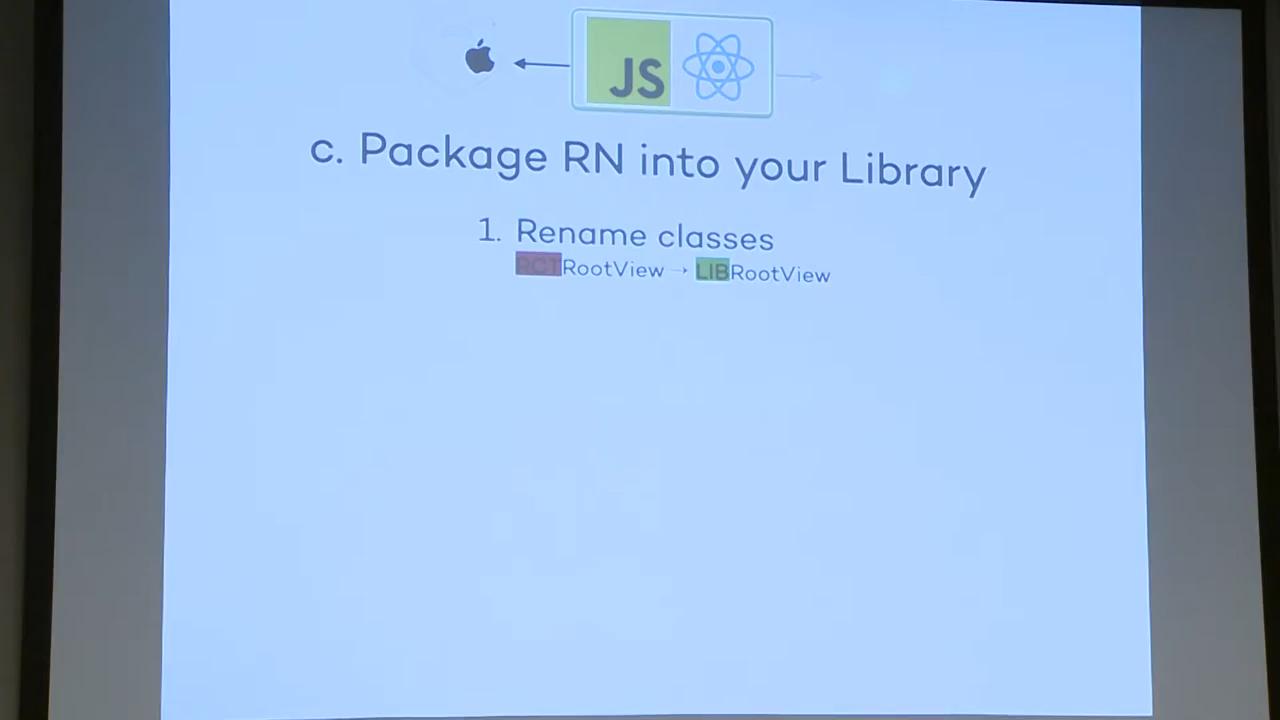 JS
c. Package RN into your Library
1. Rename classes
RCTRootView → LIBRootView